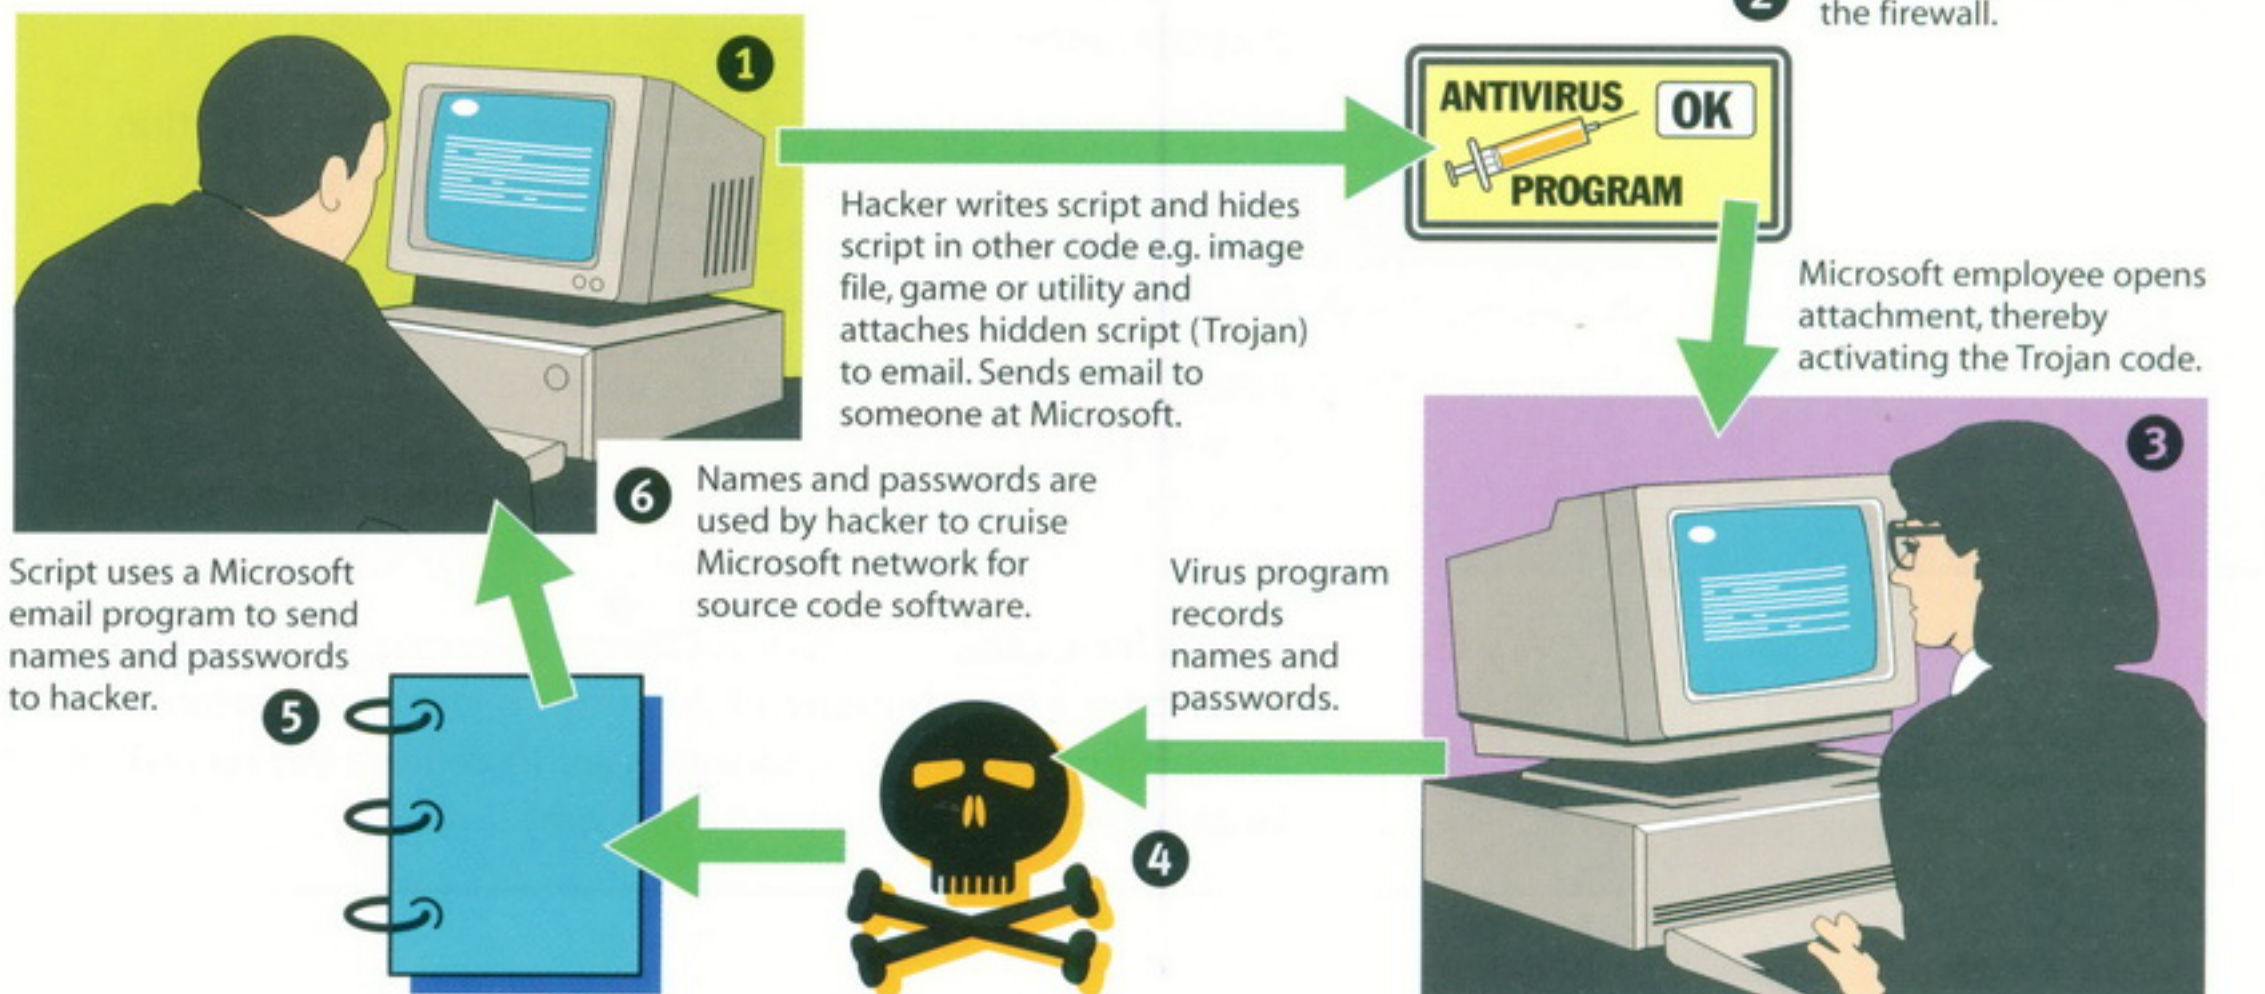 1
Hacker writes script and hides
script in other code e.g. image
file, game or utility and
attaches hidden script (Trojan)
to email. Sends email to
someone at Microsoft.
2
the firewall.
ANTIVIRUS
OK
PROGRAM
Microsoft employee opens
attachment, thereby
activating the Trojan code.
3
Virus program
records
names and
passwords.
4
Script uses a Microsoft
email program to send
names and passwords
to hacker.
5
6
Names and passwords are
used by hacker to cruise
Microsoft network for
source code software.